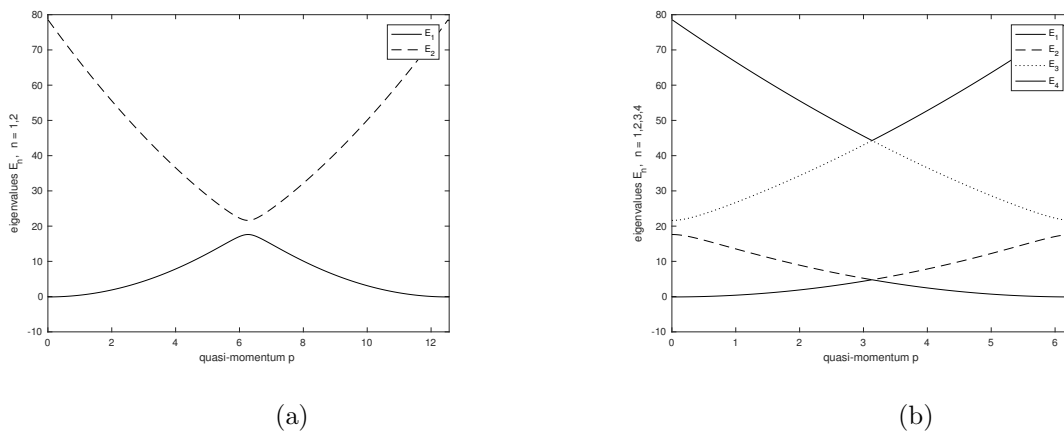 80
70
60
50
40
30
20
10
0
-10
eigenvalues E_n, n = 1,2
0 2 4 6 8 10 12
quasi-momentum p
E_1
E_2
(a)
80
70
60
50
40
30
20
10
0
-10
eigenvalues E_n, n = 1,2,3,4
0 1 2 3 4 5 6
quasi-momentum p
E_1
E_2
E_3
E_4
(b)